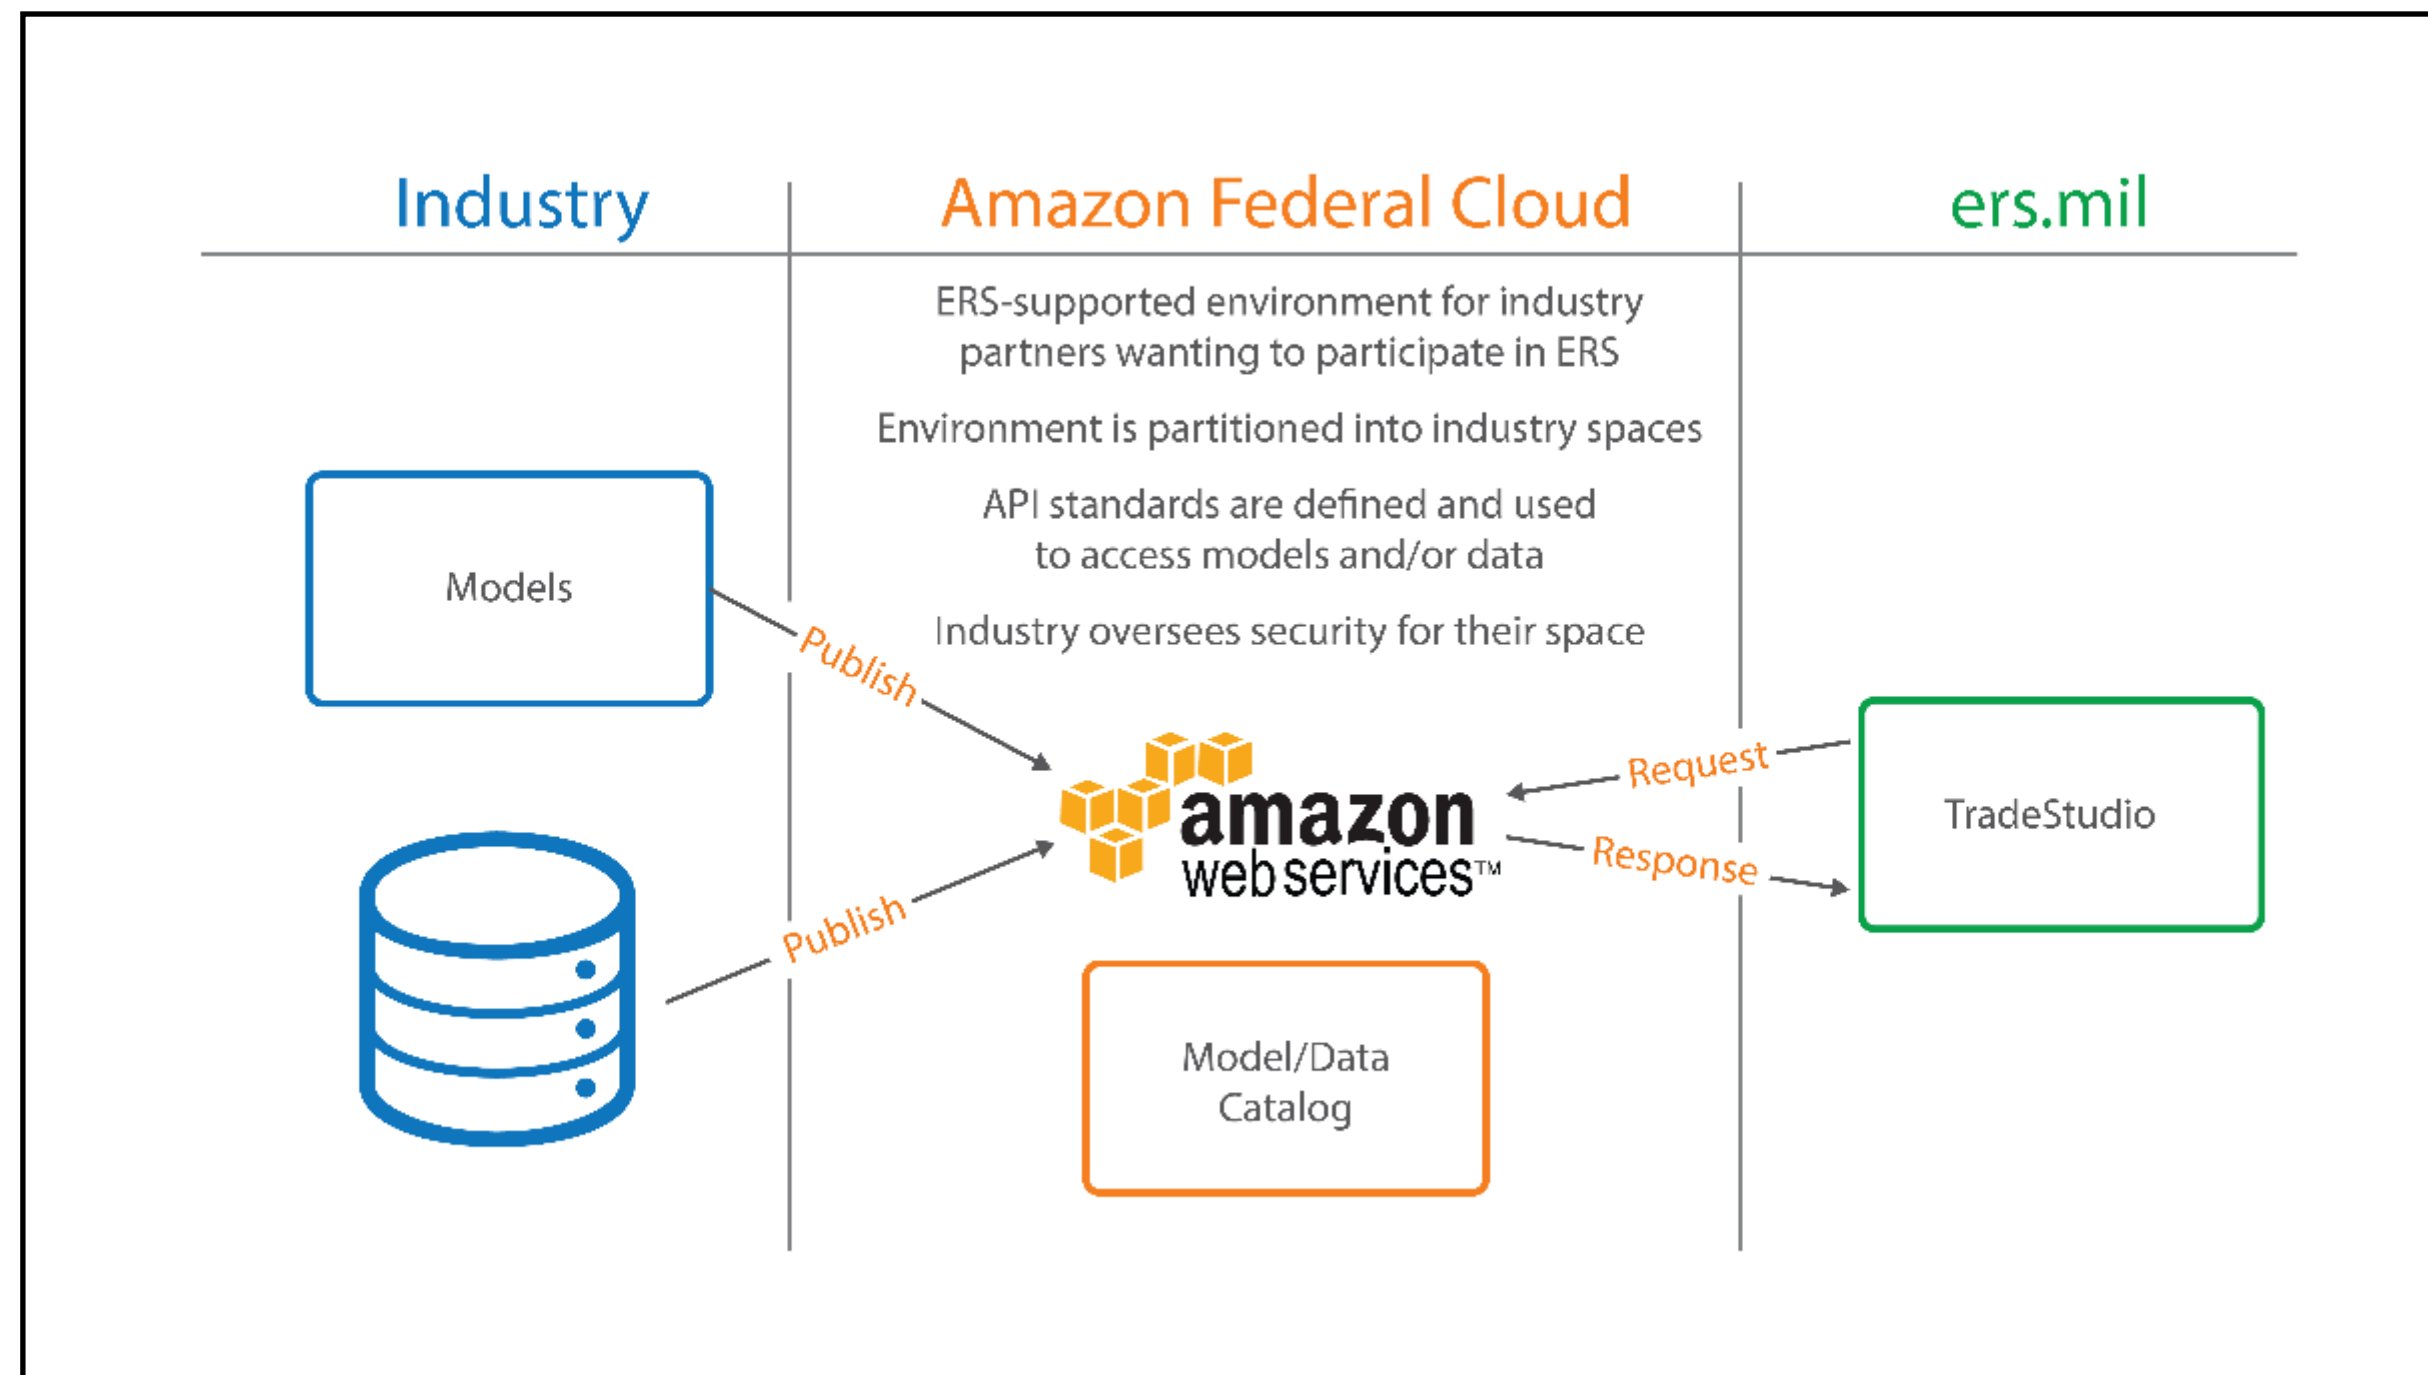 Industry
Amazon Federal Cloud
ers.mil
ERS-supported environment for industry
partners wanting to participate in ERS
Environment is partitioned into industry spaces
API standards are defined and used
to access models and/or data
Industry oversees security for their space
Models
Publish
Publish
amazon
webservices™
Request
Response
TradeStudio
Model/Data
Catalog